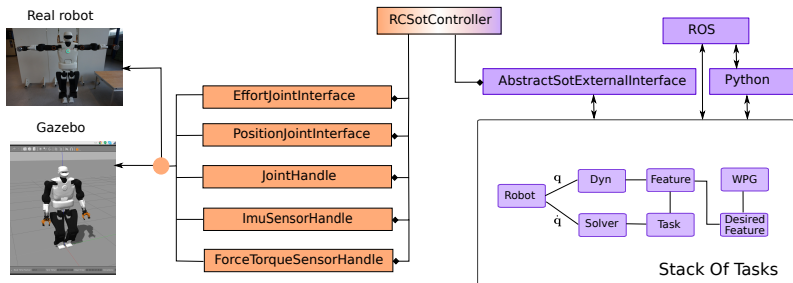 Real robot
RCSotController
ROS
AbstractSotExternalInterface
Python
EffortJointInterface
Gazebo
PositionJointInterface
JointHandle
ImuSensorHandle
ForceTorqueSensorHandle
q
Dyn
Feature
WPG
Robot
q̇
Solver
Task
Desired
Feature
Stack Of Tasks